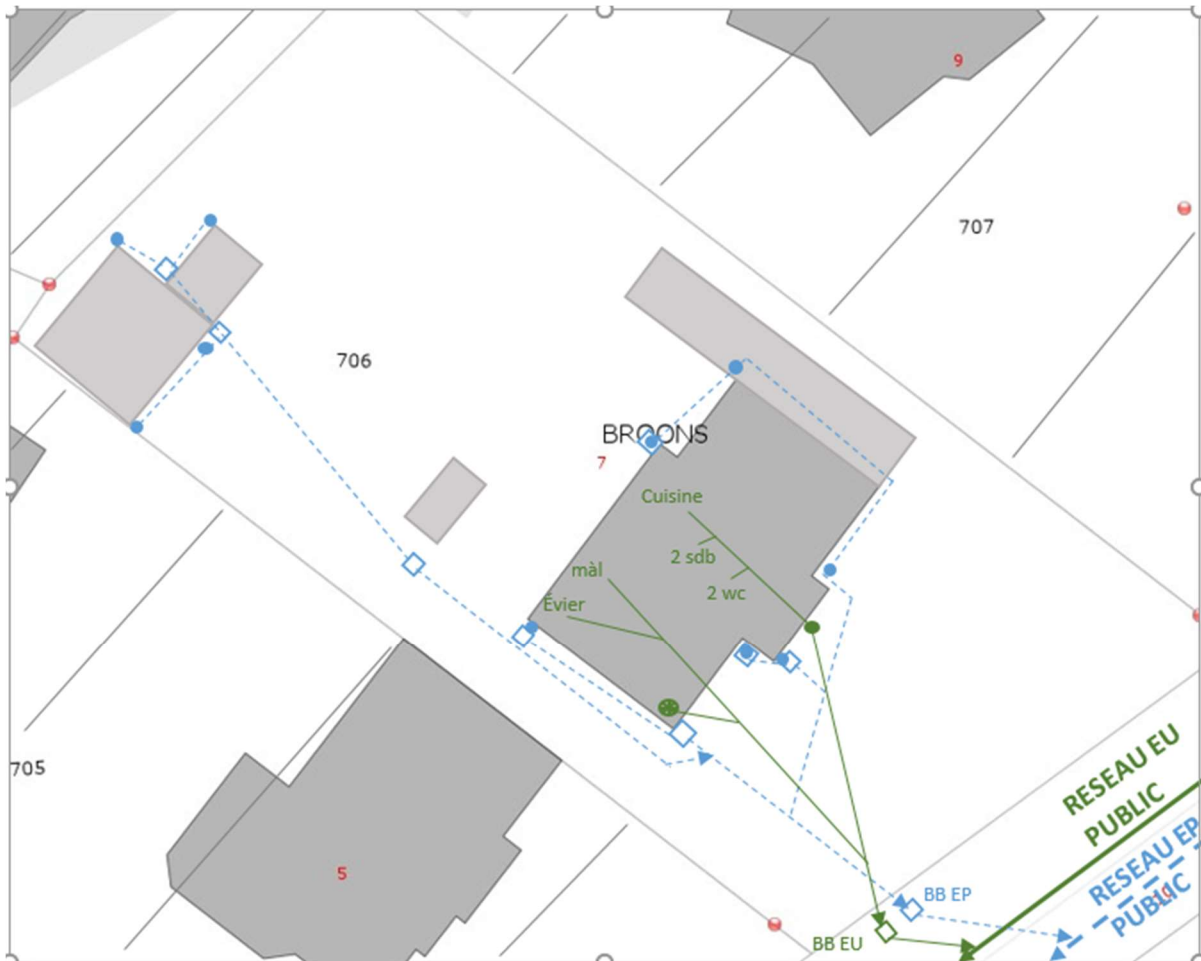 9
707
706
BROONS
7
Cuisine
2 sdb
màl
2 wc
Évier
RESEAU EU
PUBLIC
705
RESEAU EP
PUBLIC
5
BB EP
BB EU